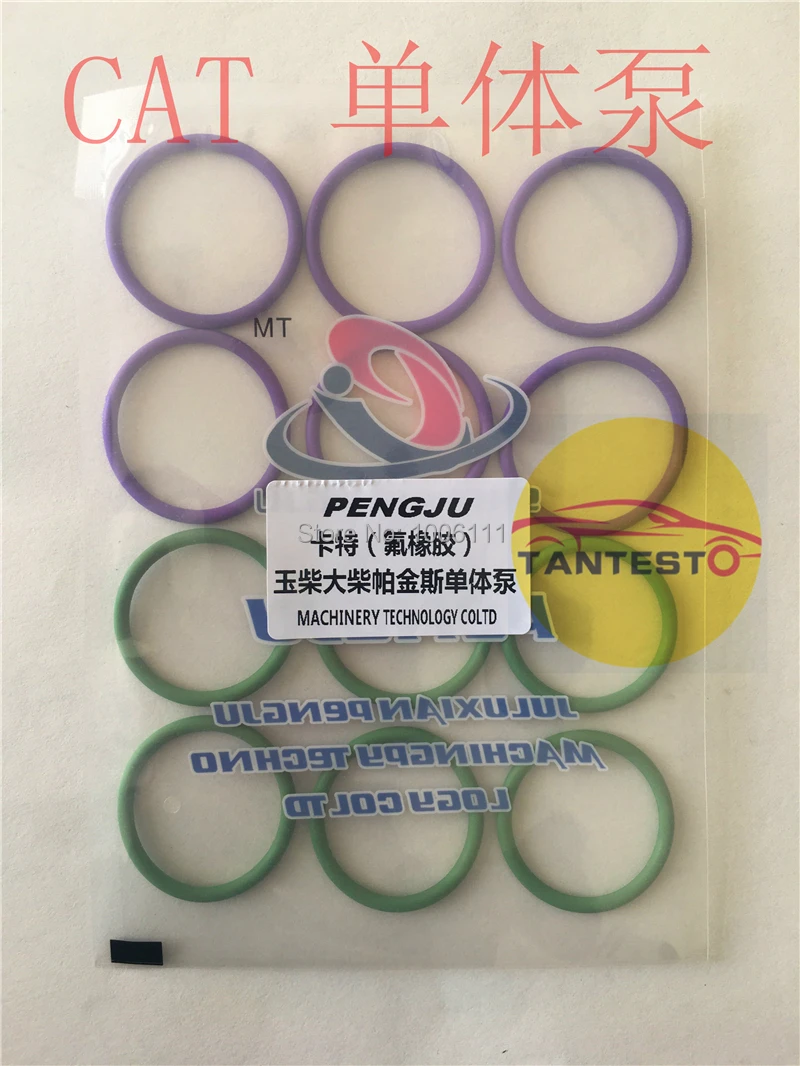 CAT 单体泵
MT
PENGJU
Store No: 1006111
卡特（氟橡胶）
玉柴大柴帕金斯单体泵
MACHINERY TECHNOLOGY COLTD
TANTESTO
JULUXIAN PENGJU
MACHINGPY TECHNO
LOGY COLTD